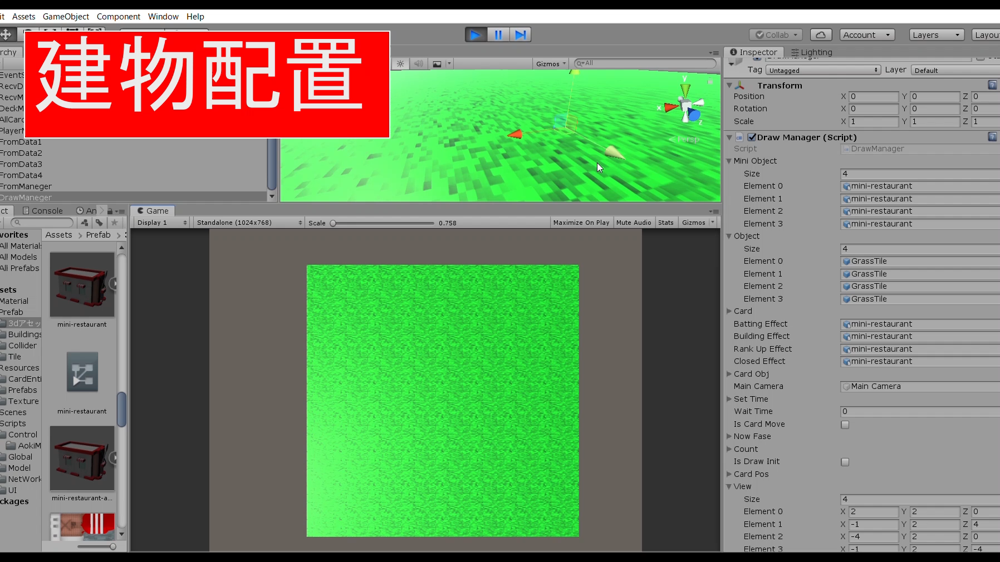 it Assets GameObject Component Window Help
Collab Account Layers Layou
建物配置
rchy
Gizmos All
Inspector Lighting
Tag Untagged Layer Default
EventS
RecvD
RecvM
DeckM
AllCard
PlayerM
FromData1
FromData2
FromData3
FromData4
FromManeger
DrawManeger
y
x
z
Persp
Transform
Position X 0 Y 0 Z 0
Rotation X 0 Y 0 Z 0
Scale X 1 Y 1 Z 1
Draw Manager (Script)
Script DrawManager
Mini Object
Size 4
Element 0 mini-restaurant
Element 1 mini-restaurant
Element 2 mini-restaurant
Element 3 mini-restaurant
Object
Size 4
Element 0 GrassTile
Element 1 GrassTile
Element 2 GrassTile
Element 3 GrassTile
Card
Batting Effect mini-restaurant
Building Effect mini-restaurant
Rank Up Effect mini-restaurant
Closed Effect mini-restaurant
Card Obj
Main Camera Main Camera
Set Time
Wait Time 0
Is Card Move
Now Fase
Count
Is Draw Init
Card Pos
View
Size 4
Element 0 X 2 Y 2 Z 0
Element 1 X -1 Y 2 Z 4
Element 2 X -4 Y 2 Z 0
Element 3 X -1 Y 2 Z -4
ct Console An
Game
Display 1 Standalone (1024x768) Scale 0.758 Maximize On Play Mute Audio Stats Gizmos
vorites
All Materials
All Models
All Prefabs
sets
Material
Prefab
3dアセッ
Buildings
Collider
Tile
Resources
CardEnti
Prefabs
Texture
Scenes
Scripts
Control
AokiM
Global
Model
NetWork
UI
ckages
Assets Prefab
mini-restaurant
mini-restaurant
mini-restaurant-a...